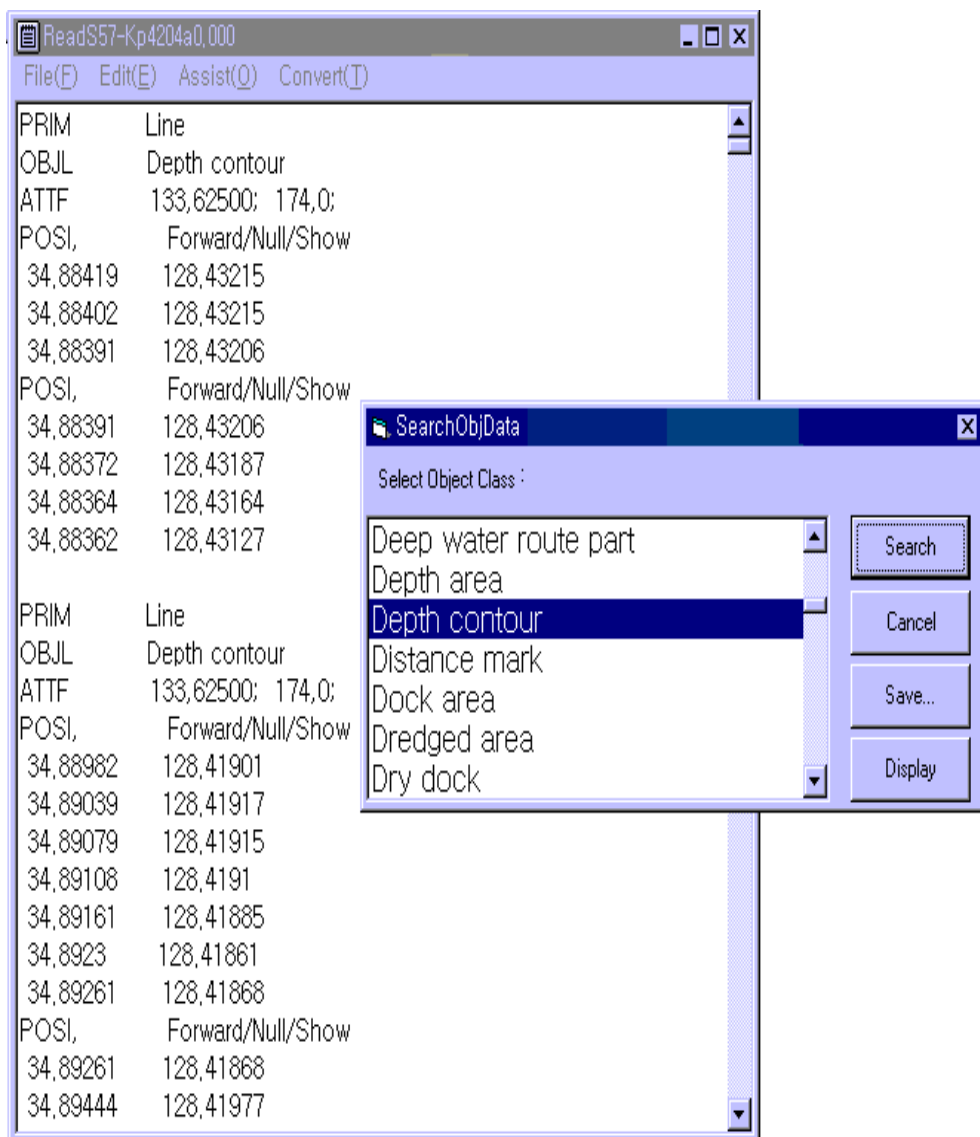 ReadS57-Kp4204a0,000
File(F) Edit(E) Assist(O) Convert(T)
PRIM Line
OBJL Depth contour
ATTF 133,62500; 174,0;
POSI, Forward/Null/Show
34,88419 128,43215
34,88402 128,43215
34,88391 128,43206
POSI, Forward/Null/Show
34,88391 128,43206
34,88372 128,43187
34,88364 128,43164
34,88362 128,43127
PRIM Line
OBJL Depth contour
ATTF 133,62500; 174,0;
POSI, Forward/Null/Show
34,88982 128,41901
34,89039 128,41917
34,89079 128,41915
34,89108 128,4191
34,89161 128,41885
34,8923 128,41861
34,89261 128,41868
POSI, Forward/Null/Show
34,89261 128,41868
34,89444 128,41977
SearchObjData
Select Object Class :
Deep water route part
Depth area
Depth contour
Distance mark
Dock area
Dredged area
Dry dock
Search
Cancel
Save...
Display